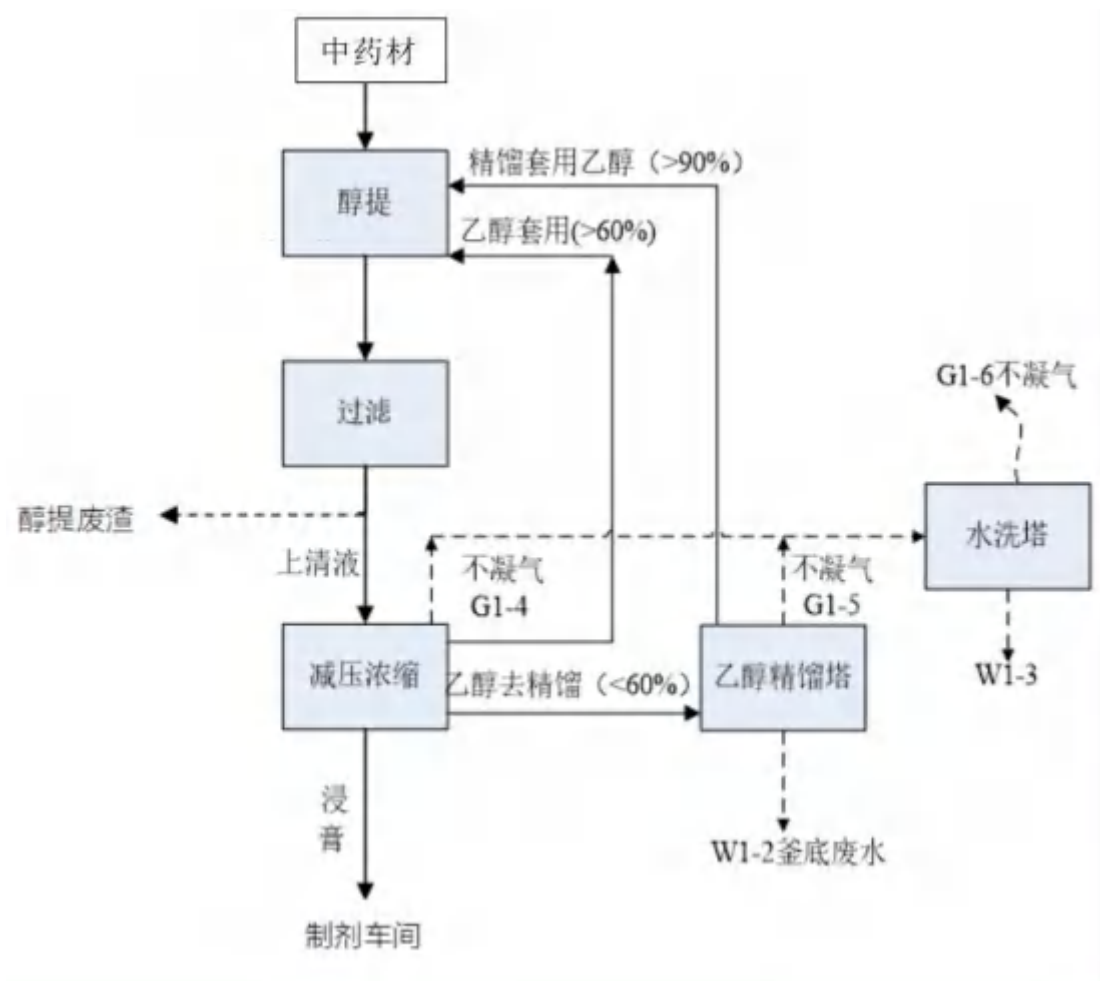 中药材
精馏套用乙醇（>90%）
醇提
乙醇套用(>60%)
G1-6不凝气
过滤
醇提废渣
水洗塔
上清液
不凝气
G1-4
不凝气
G1-5
减压浓缩
乙醇去精馏（<60%）
乙醇精馏塔
W1-3
浸
膏
W1-2釜底废水
制剂车间